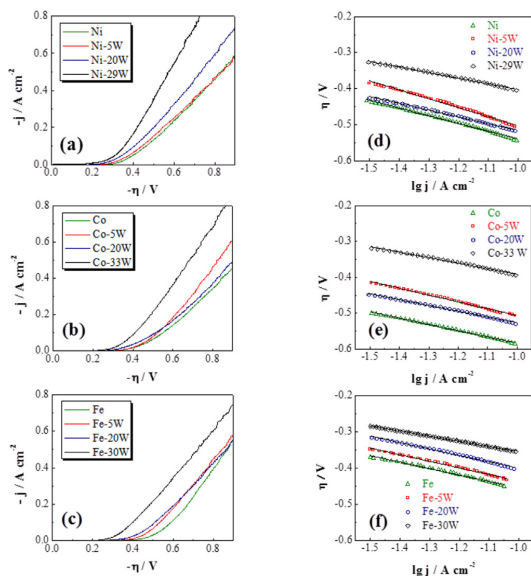 0.8
0.6
0.4
0.2
0.0
-j / A cm⁻²
Ni
Ni-5W
Ni-20W
Ni-29W
(a)
0.2 0.4 0.6 0.8
-η / V
-0.2
-0.3
-0.4
-0.5
-0.6
η / V
Ni
Ni-5W
Ni-20W
Ni-29W
(d)
-1.5 -1.4 -1.3 -1.2 -1.1 -1.0
lg j / A cm⁻²
0.8
0.6
0.4
0.2
0.0
-j / A cm⁻²
Co
Co-5W
Co-20W
Co-33W
(b)
0.2 0.4 0.6 0.8
-η / V
-0.2
-0.3
-0.4
-0.5
-0.6
η / V
Co
Co-5W
Co-20W
Co-33 W
(e)
-1.5 -1.4 -1.3 -1.2 -1.1 -1.0
lg j / A cm⁻²
0.8
0.6
0.4
0.2
0.0
-j / A cm⁻²
Fe
Fe-5W
Fe-20W
Fe-30W
(c)
0.2 0.4 0.6 0.8
-η / V
-0.2
-0.3
-0.4
-0.5
η / V
Fe
Fe-5W
Fe-20W
Fe-30W
(f)
-1.5 -1.4 -1.3 -1.2 -1.1 -1.0
lg j / A cm⁻²